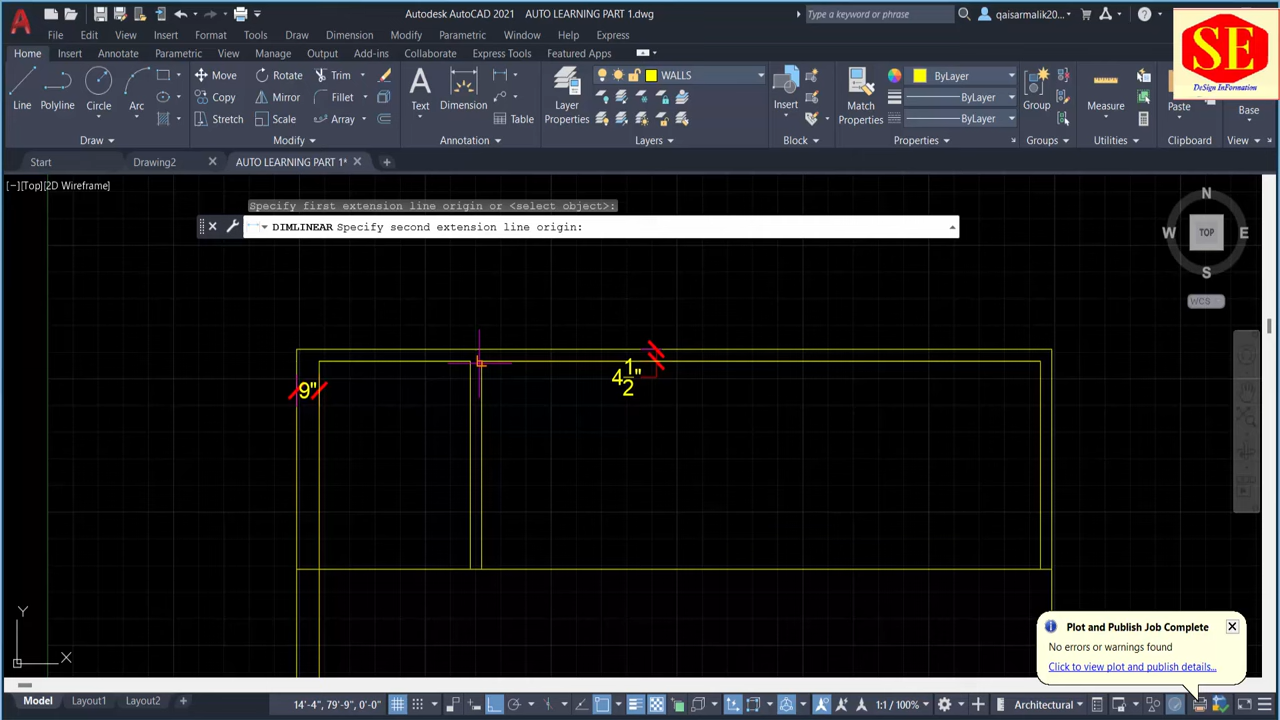 Autodesk AutoCAD 2021 AUTO LEARNING PART 1.dwg
Type a keyword or phrase
qaisarmalik20...
File Edit View Insert Format Tools Draw Dimension Modify Parametric Window Help Express
Home Insert Annotate Parametric View Manage Output Add-ins Collaborate Express Tools Featured Apps
SE
DeSign InFormation
Line Polyline Circle Arc
Move Rotate Trim
Copy Mirror Fillet
Stretch Scale Array
Text Dimension Table
Layer Properties
WALLS
Insert
Match Properties
ByLayer
ByLayer
ByLayer
Group
Measure
Paste
Base
Draw Modify Annotation Layers Block Properties Groups Utilities Clipboard View
Start Drawing2 AUTO LEARNING PART 1*
[−][Top][2D Wireframe]
Specify first extension line origin or <select object>:
DIMLINEAR Specify second extension line origin:
N
W TOP E
S
WCS
9"
4 1/2"
Y
X
Plot and Publish Job Complete
No errors or warnings found
Click to view plot and publish details...
Model Layout1 Layout2
14'-4", 79'-9", 0'-0" MODEL 1:1 / 100% Architectural